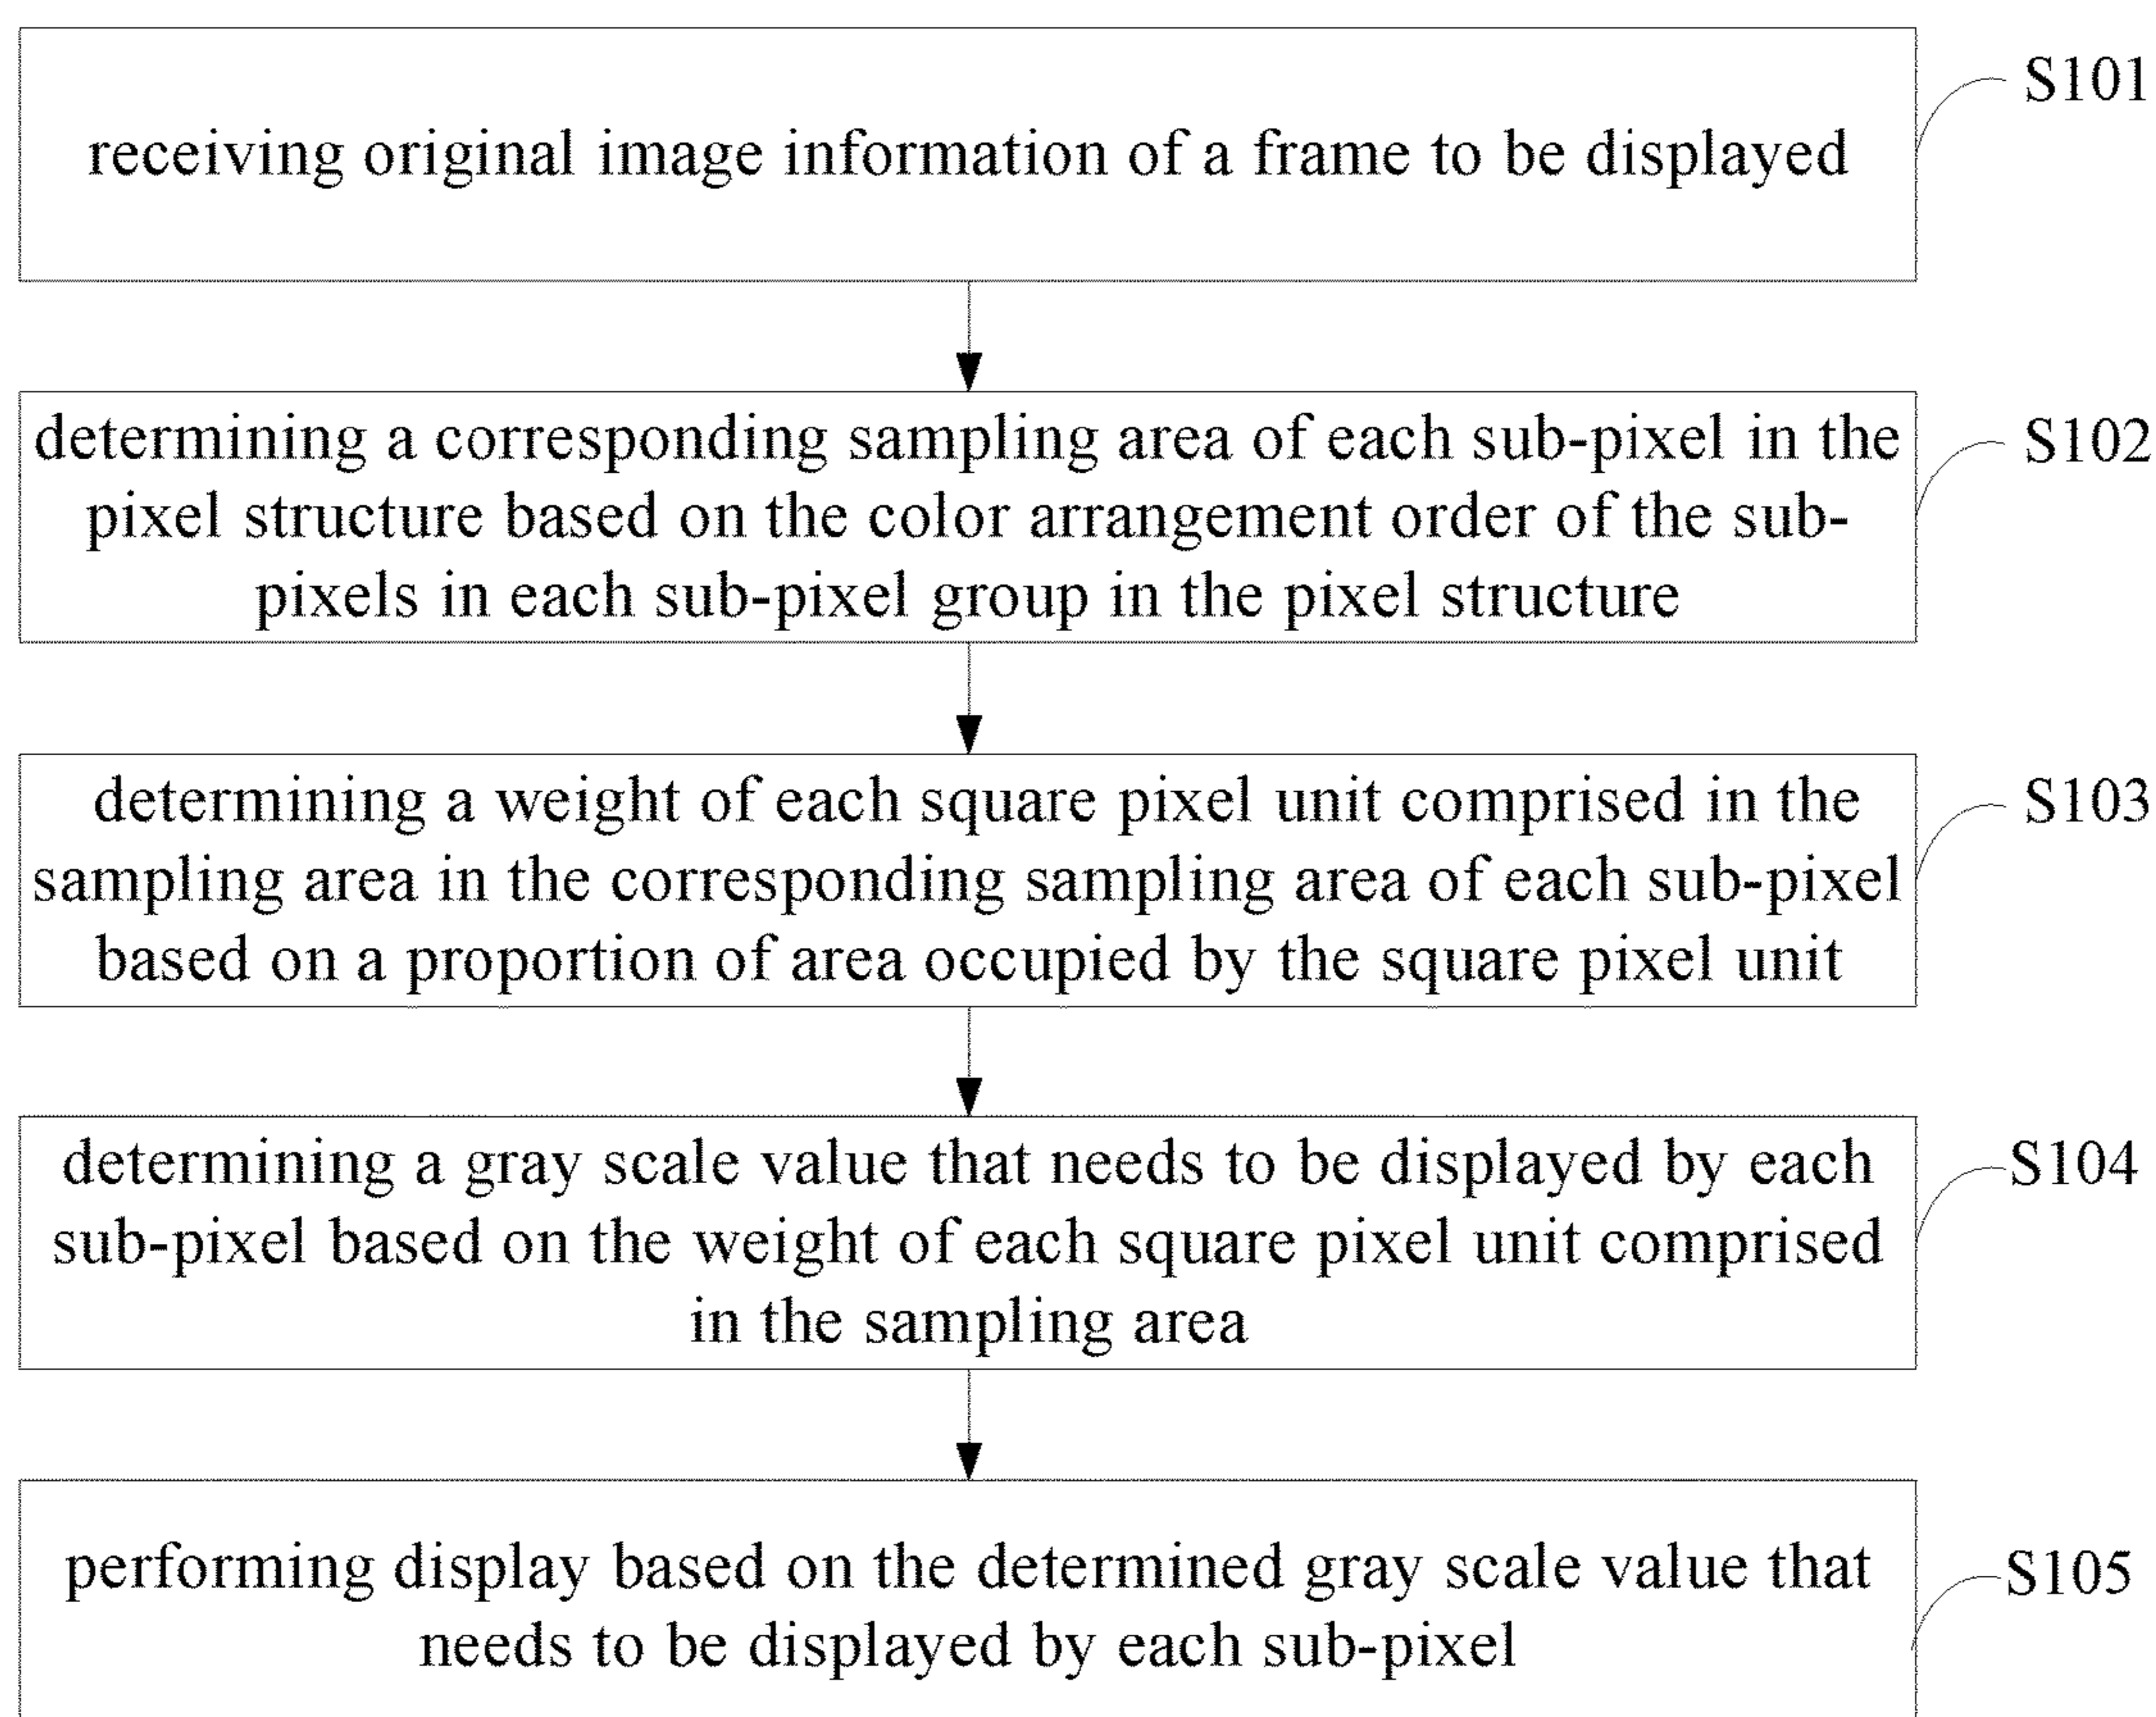 receiving original image information of a frame to be displayed
S101
determining a corresponding sampling area of each sub-pixel in the
pixel structure based on the color arrangement order of the sub-
pixels in each sub-pixel group in the pixel structure
S102
determining a weight of each square pixel unit comprised in the
sampling area in the corresponding sampling area of each sub-pixel
based on a proportion of area occupied by the square pixel unit
S103
determining a gray scale value that needs to be displayed by each
sub-pixel based on the weight of each square pixel unit comprised
in the sampling area
S104
performing display based on the determined gray scale value that
needs to be displayed by each sub-pixel
S105